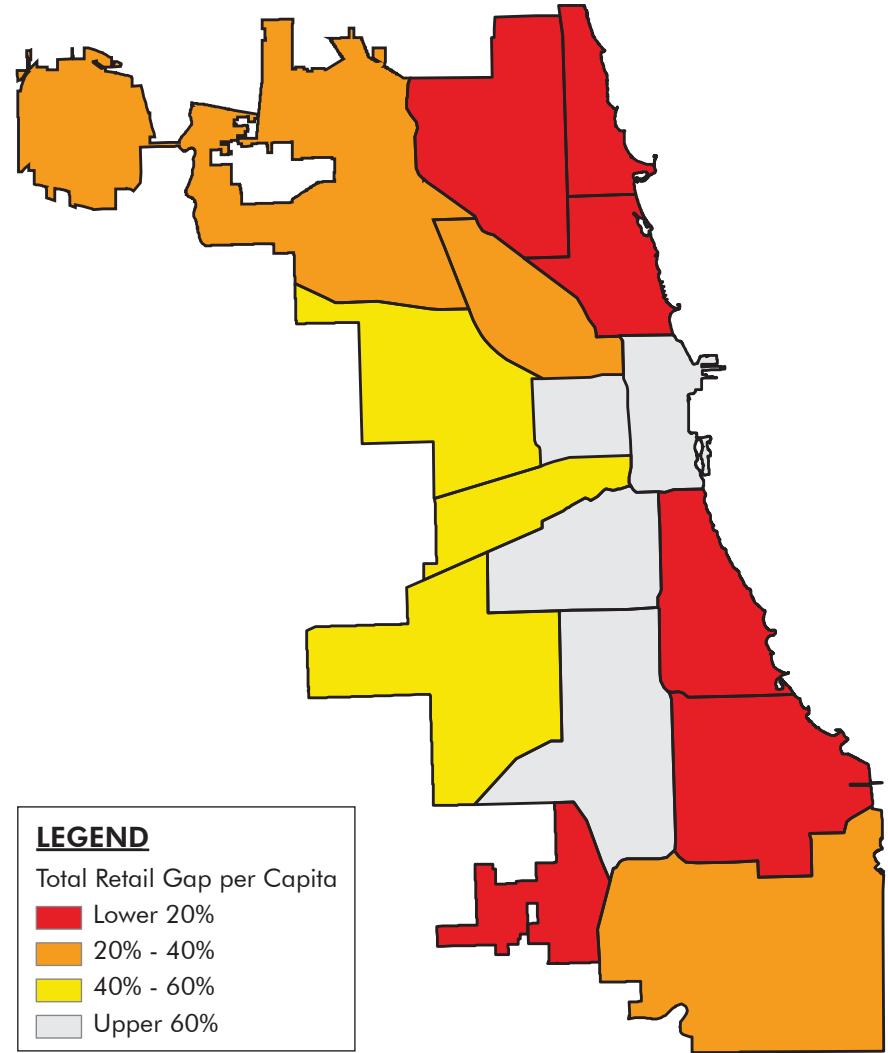 LEGEND
Total Retail Gap per Capita
Lower 20%
20% - 40%
40% - 60%
Upper 60%